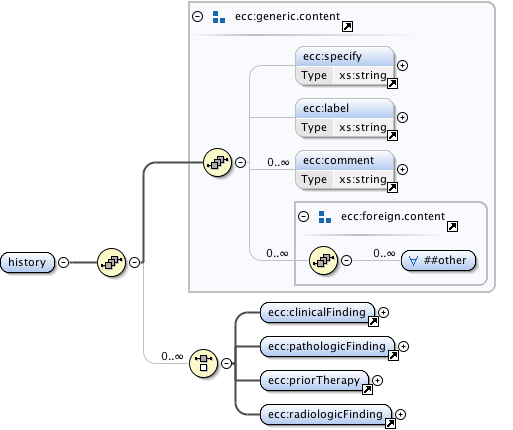 ecc:generic.content
ecc:specify
Type xs:string
ecc:label
Type xs:string
0..∞ ecc:comment
Type xs:string
ecc:foreign.content
0..∞ 0..∞ ∀ ##other
history
0..∞
ecc:clinicalFinding
ecc:pathologicFinding
ecc:priorTherapy
ecc:radiologicFinding